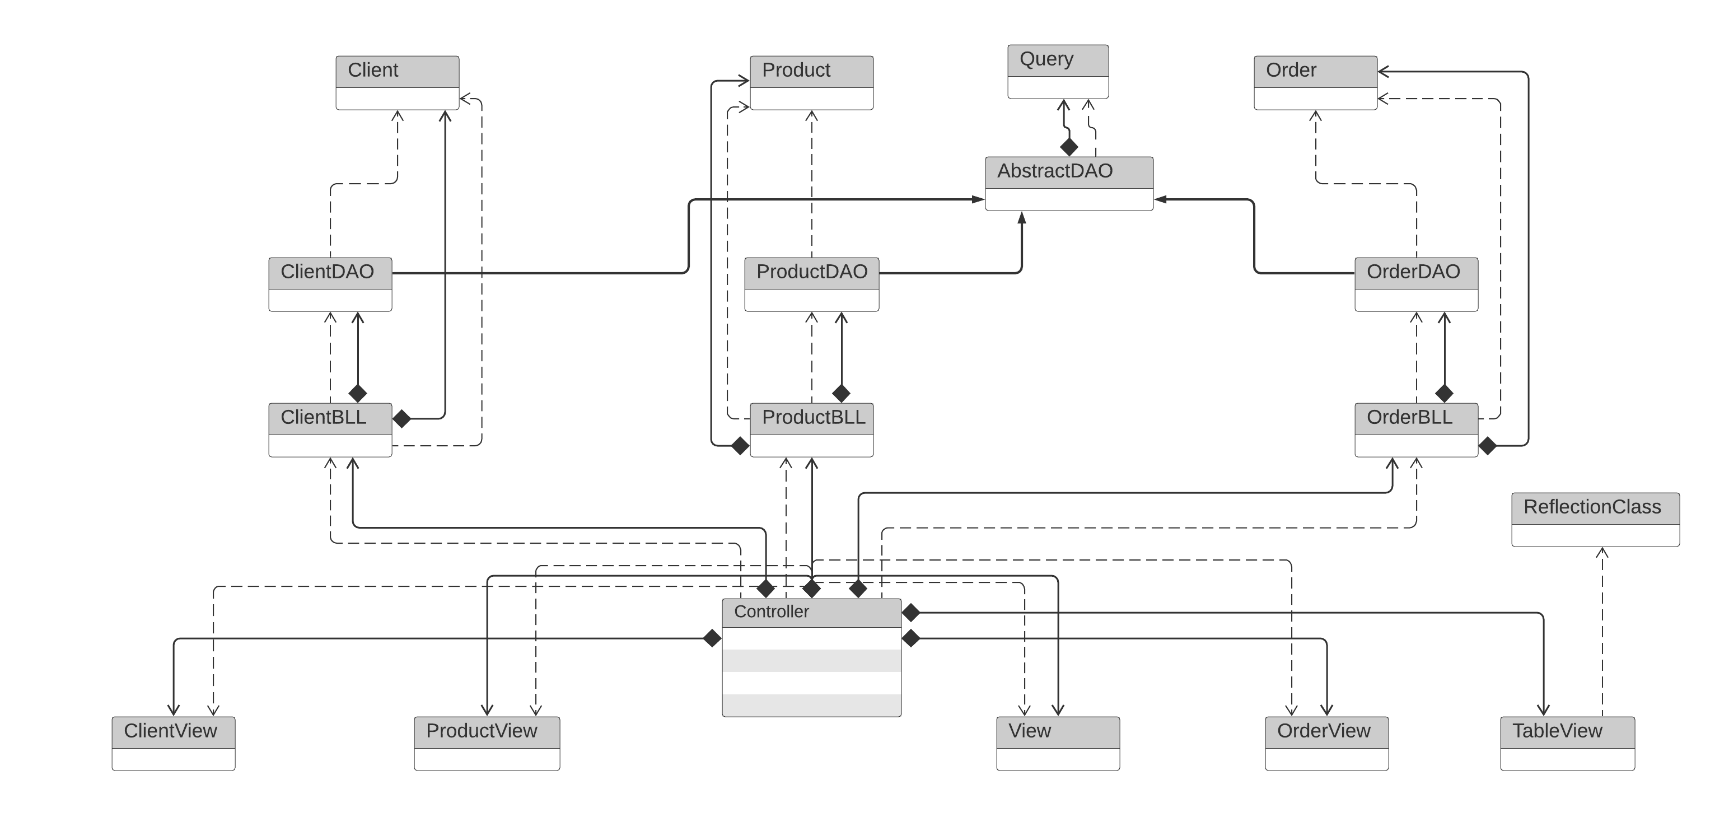 Client
Product
Query
Order
AbstractDAO
ClientDAO
ProductDAO
OrderDAO
ClientBLL
ProductBLL
OrderBLL
ReflectionClass
Controller
ClientView
ProductView
View
OrderView
TableView